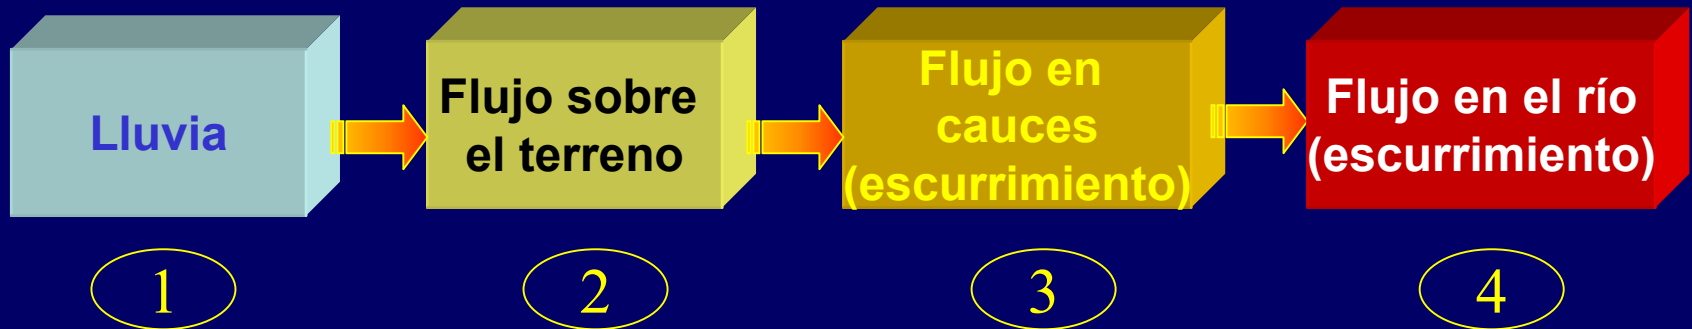 Lluvia
Flujo sobre
el terreno
Flujo en
cauces
(escurrimiento)
Flujo en el río
(escurrimiento)
1
2
3
4